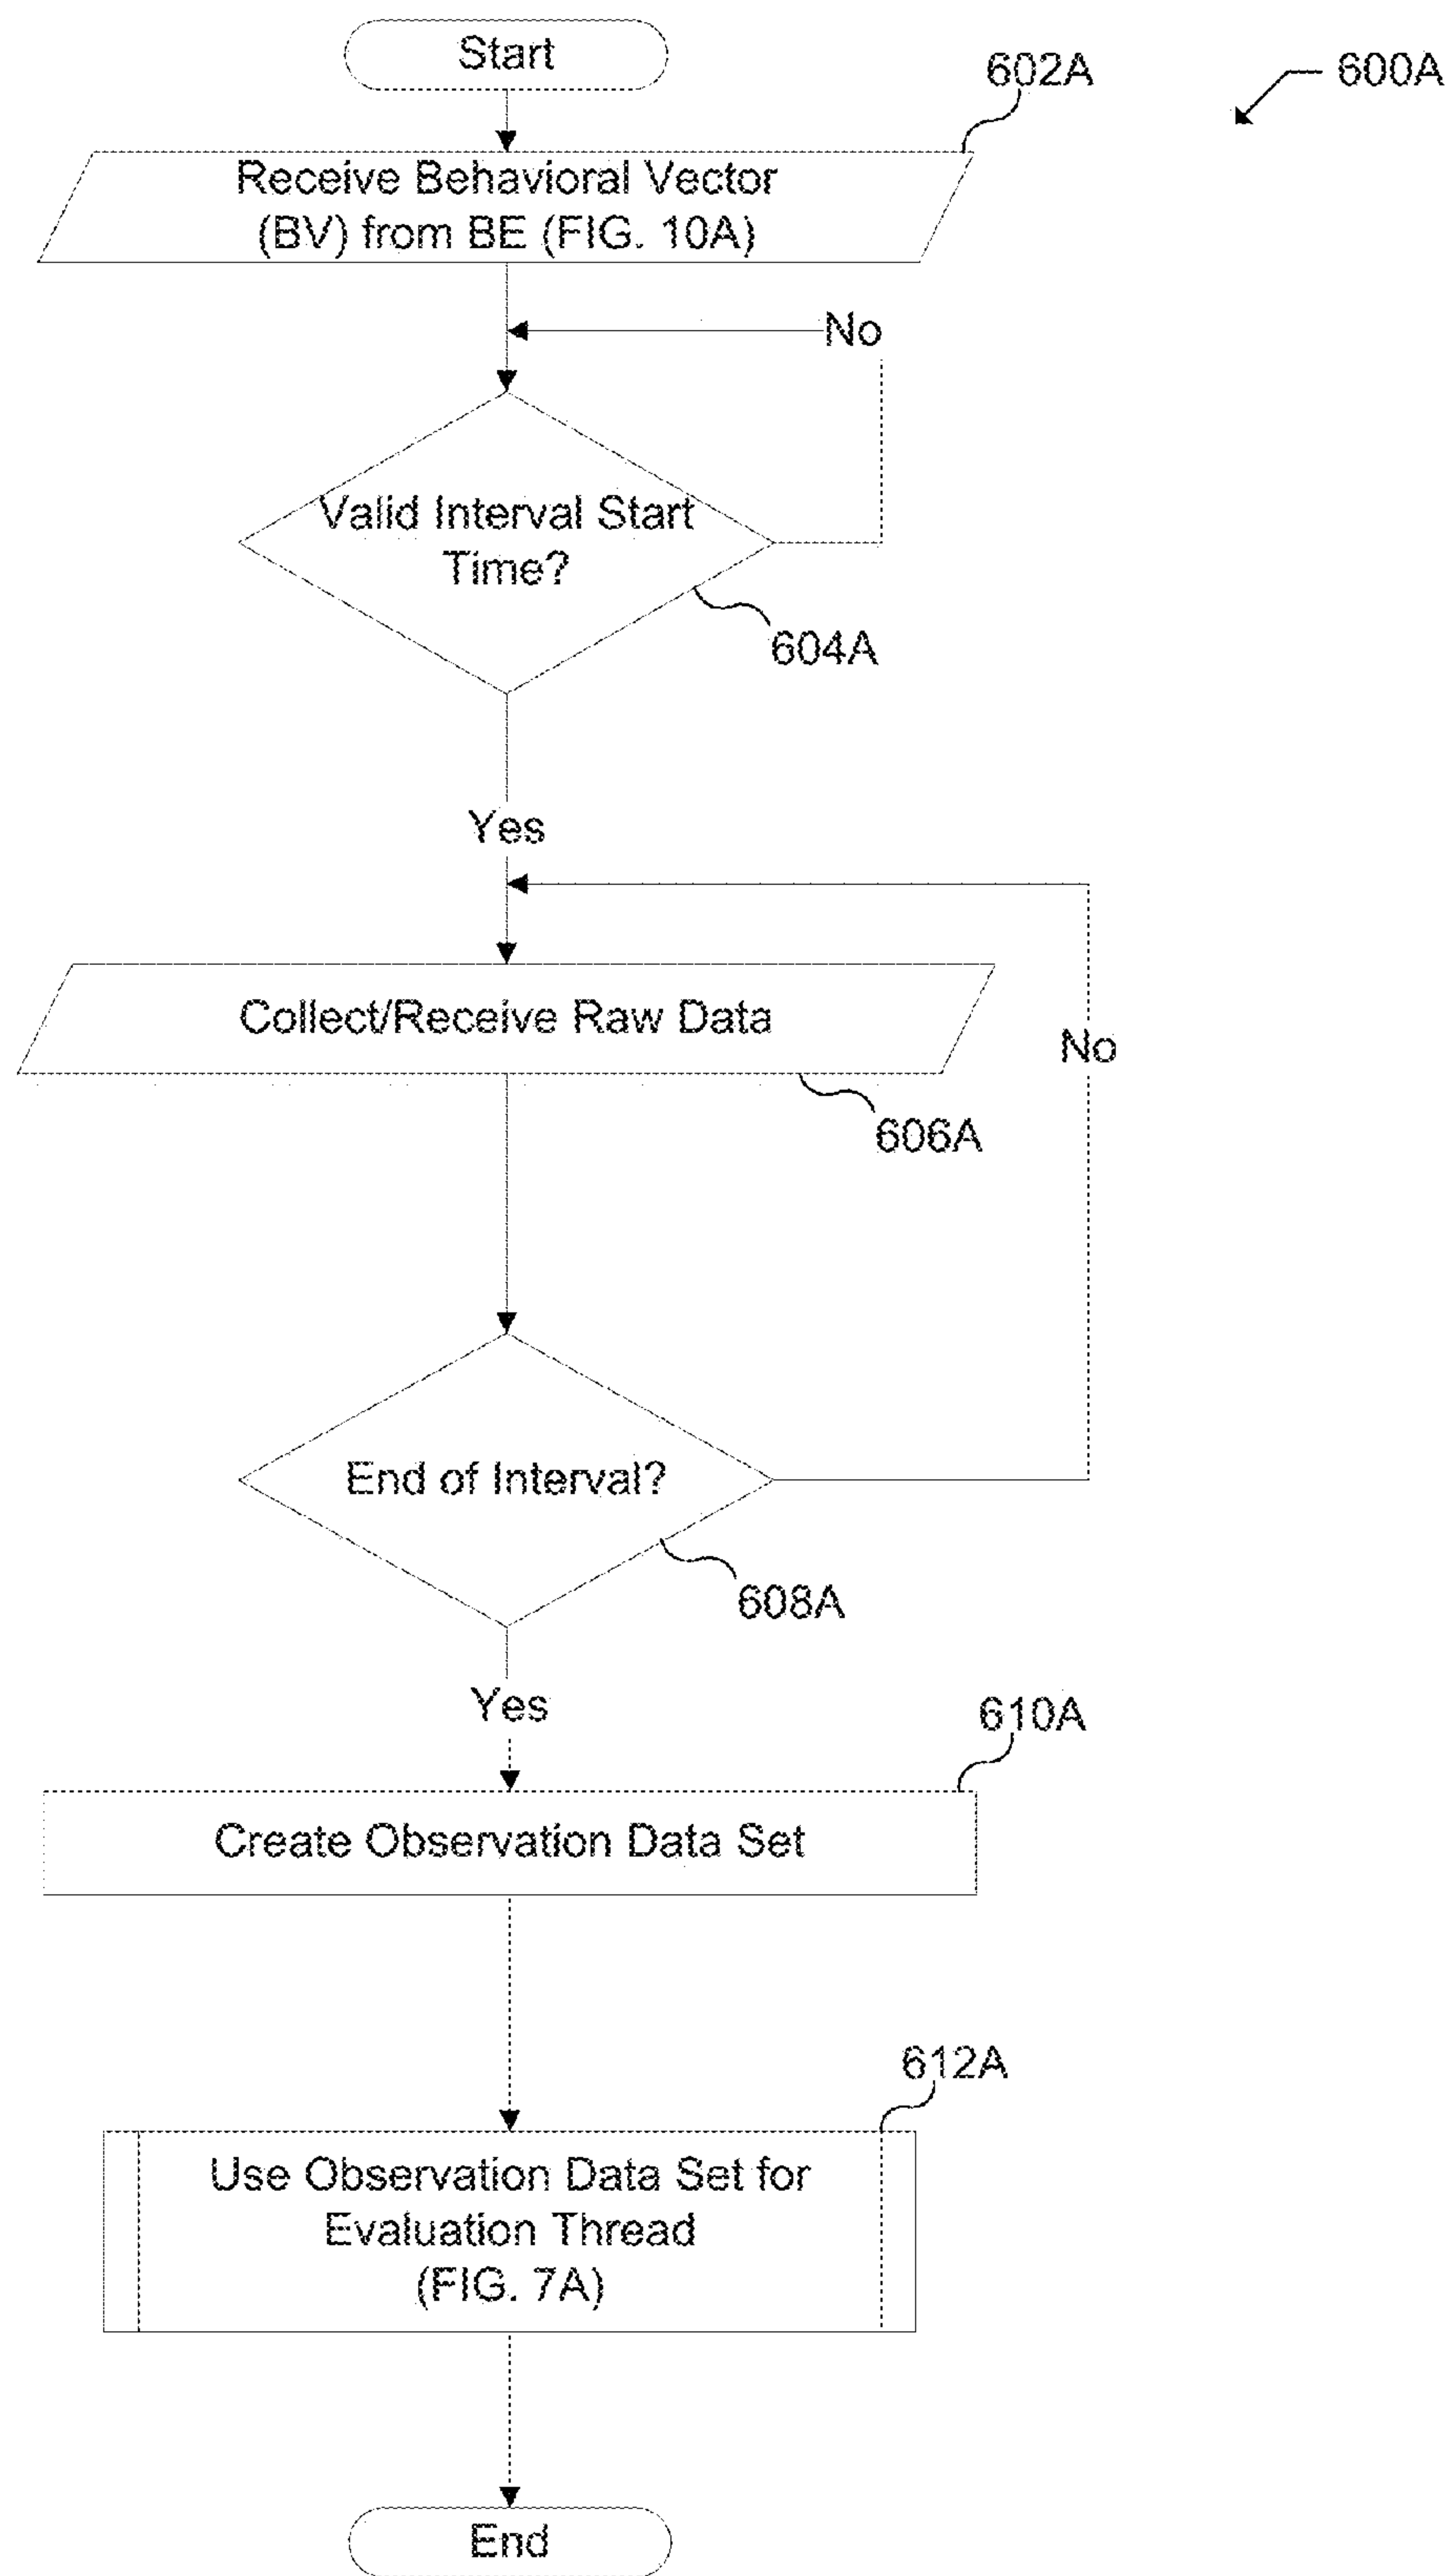 Start
602A
600A
Receive Behavioral Vector
(BV) from BE (FIG. 10A)
No
Valid Interval Start
Time?
604A
Yes
Collect/Receive Raw Data
No
606A
End of Interval?
608A
Yes
610A
Create Observation Data Set
612A
Use Observation Data Set for
Evaluation Thread
(FIG. 7A)
End